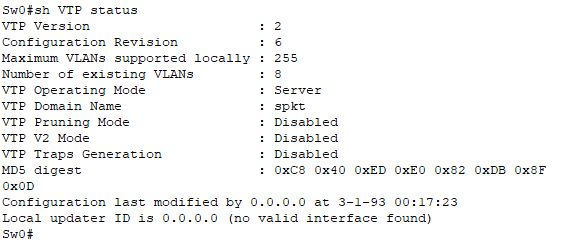 Sw0#sh VTP status
VTP Version                     : 2
Configuration Revision          : 6
Maximum VLANs supported locally : 255
Number of existing VLANs        : 8
VTP Operating Mode              : Server
VTP Domain Name                 : spkt
VTP Pruning Mode                : Disabled
VTP V2 Mode                     : Disabled
VTP Traps Generation            : Disabled
MD5 digest                      : 0xC8 0x40 0xED 0xE0 0x82 0xDB 0x8F
0x0D
Configuration last modified by 0.0.0.0 at 3-1-93 00:17:23
Local updater ID is 0.0.0.0 (no valid interface found)
Sw0#